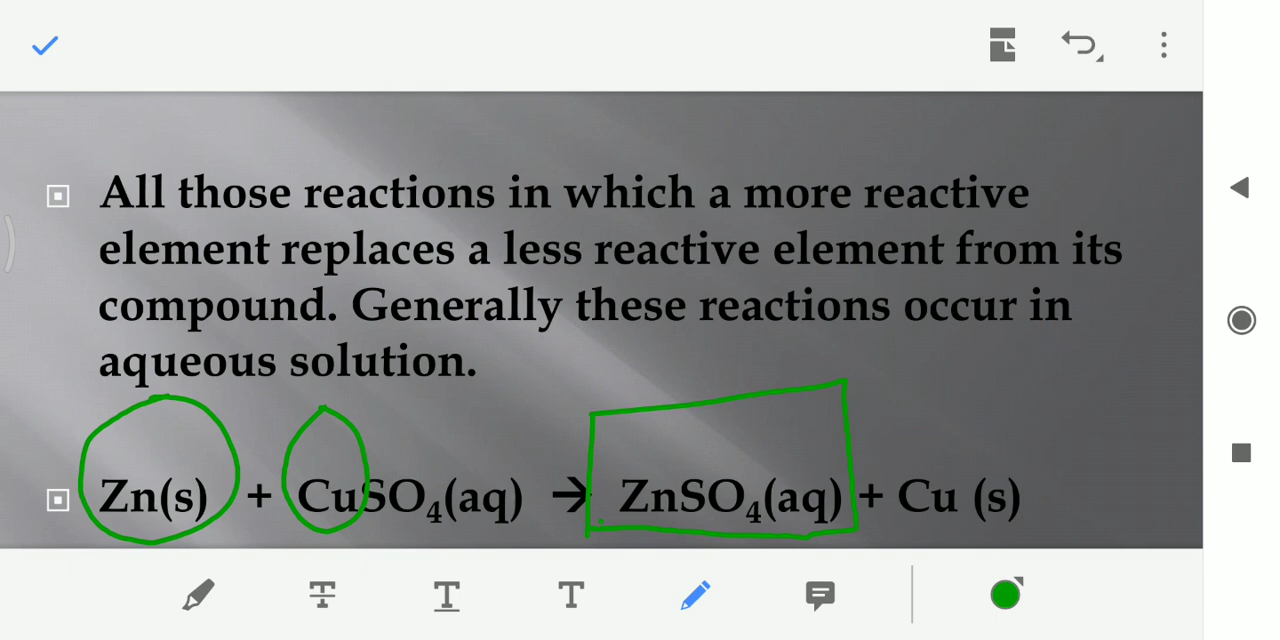 All those reactions in which a more reactive
element replaces a less reactive element from its
compound. Generally these reactions occur in
aqueous solution.
Zn(s) + CuSO₄(aq) → ZnSO₄(aq) + Cu (s)